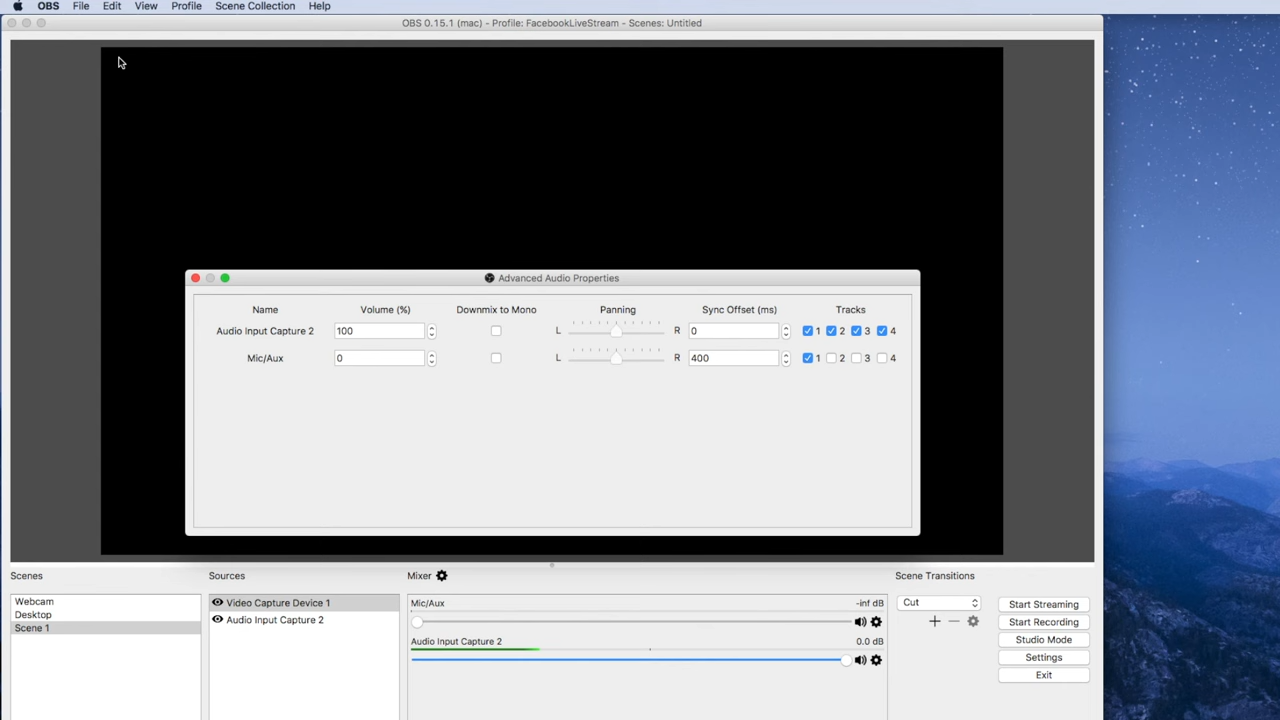 OBS File Edit View Profile Scene Collection Help
OBS 0.15.1 (mac) - Profile: FacebookLiveStream - Scenes: Untitled
Advanced Audio Properties
Name Volume (%) Downmix to Mono Panning Sync Offset (ms) Tracks
Audio Input Capture 2 100 L R 0 1 2 3 4
Mic/Aux 0 L R 400 1 2 3 4
Scenes Sources Mixer Scene Transitions
Webcam
Desktop
Scene 1
Video Capture Device 1
Audio Input Capture 2
Mic/Aux -inf dB
Audio Input Capture 2 0.0 dB
Cut
Start Streaming
Start Recording
Studio Mode
Settings
Exit